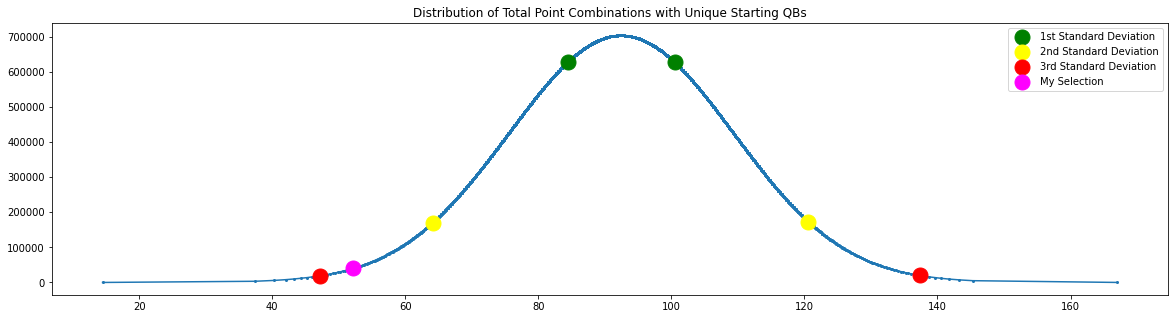 Distribution of Total Point Combinations with Unique Starting QBs
700000
600000
500000
400000
300000
200000
100000
0
1st Standard Deviation
2nd Standard Deviation
3rd Standard Deviation
My Selection
20 40 60 80 100 120 140 160